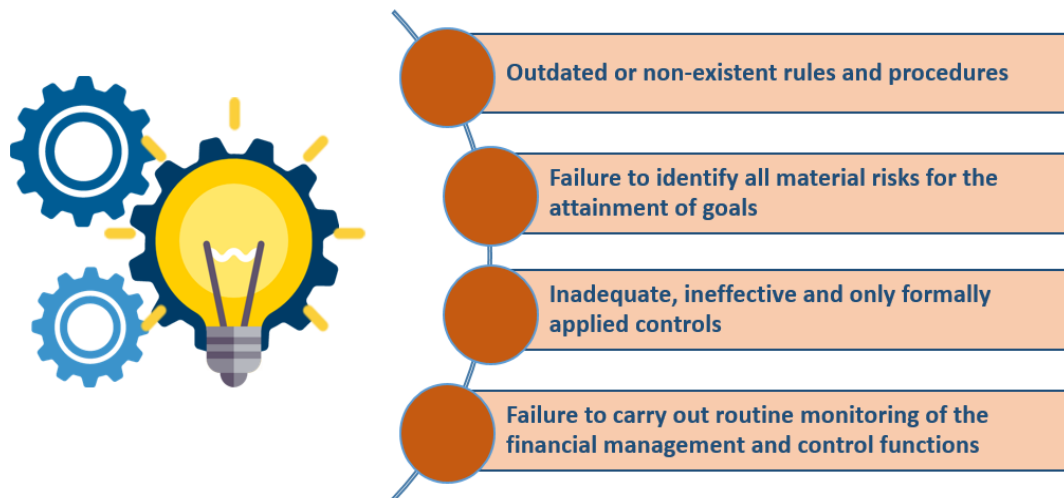 Outdated or non-existent rules and procedures
Failure to identify all material risks for the
attainment of goals
Inadequate, ineffective and only formally
applied controls
Failure to carry out routine monitoring of the
financial management and control functions